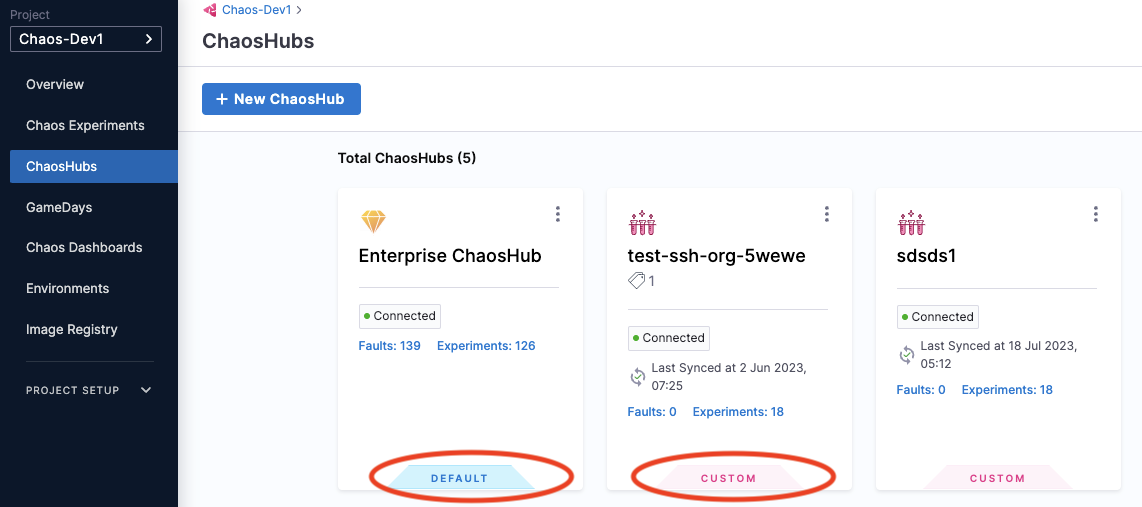 Project
Chaos-Dev1
Overview
Chaos Experiments
ChaosHubs
GameDays
Chaos Dashboards
Environments
Image Registry
PROJECT SETUP
Chaos-Dev1
ChaosHubs
+ New ChaosHub
Total ChaosHubs (5)
Enterprise ChaosHub
Connected
Faults: 139 Experiments: 126
DEFAULT
test-ssh-org-5wewe
1
Connected
Last Synced at 2 Jun 2023,
07:25
Faults: 0 Experiments: 18
CUSTOM
sdsds1
Connected
Last Synced at 18 Jul 2023,
05:12
Faults: 0 Experiments: 18
CUSTOM